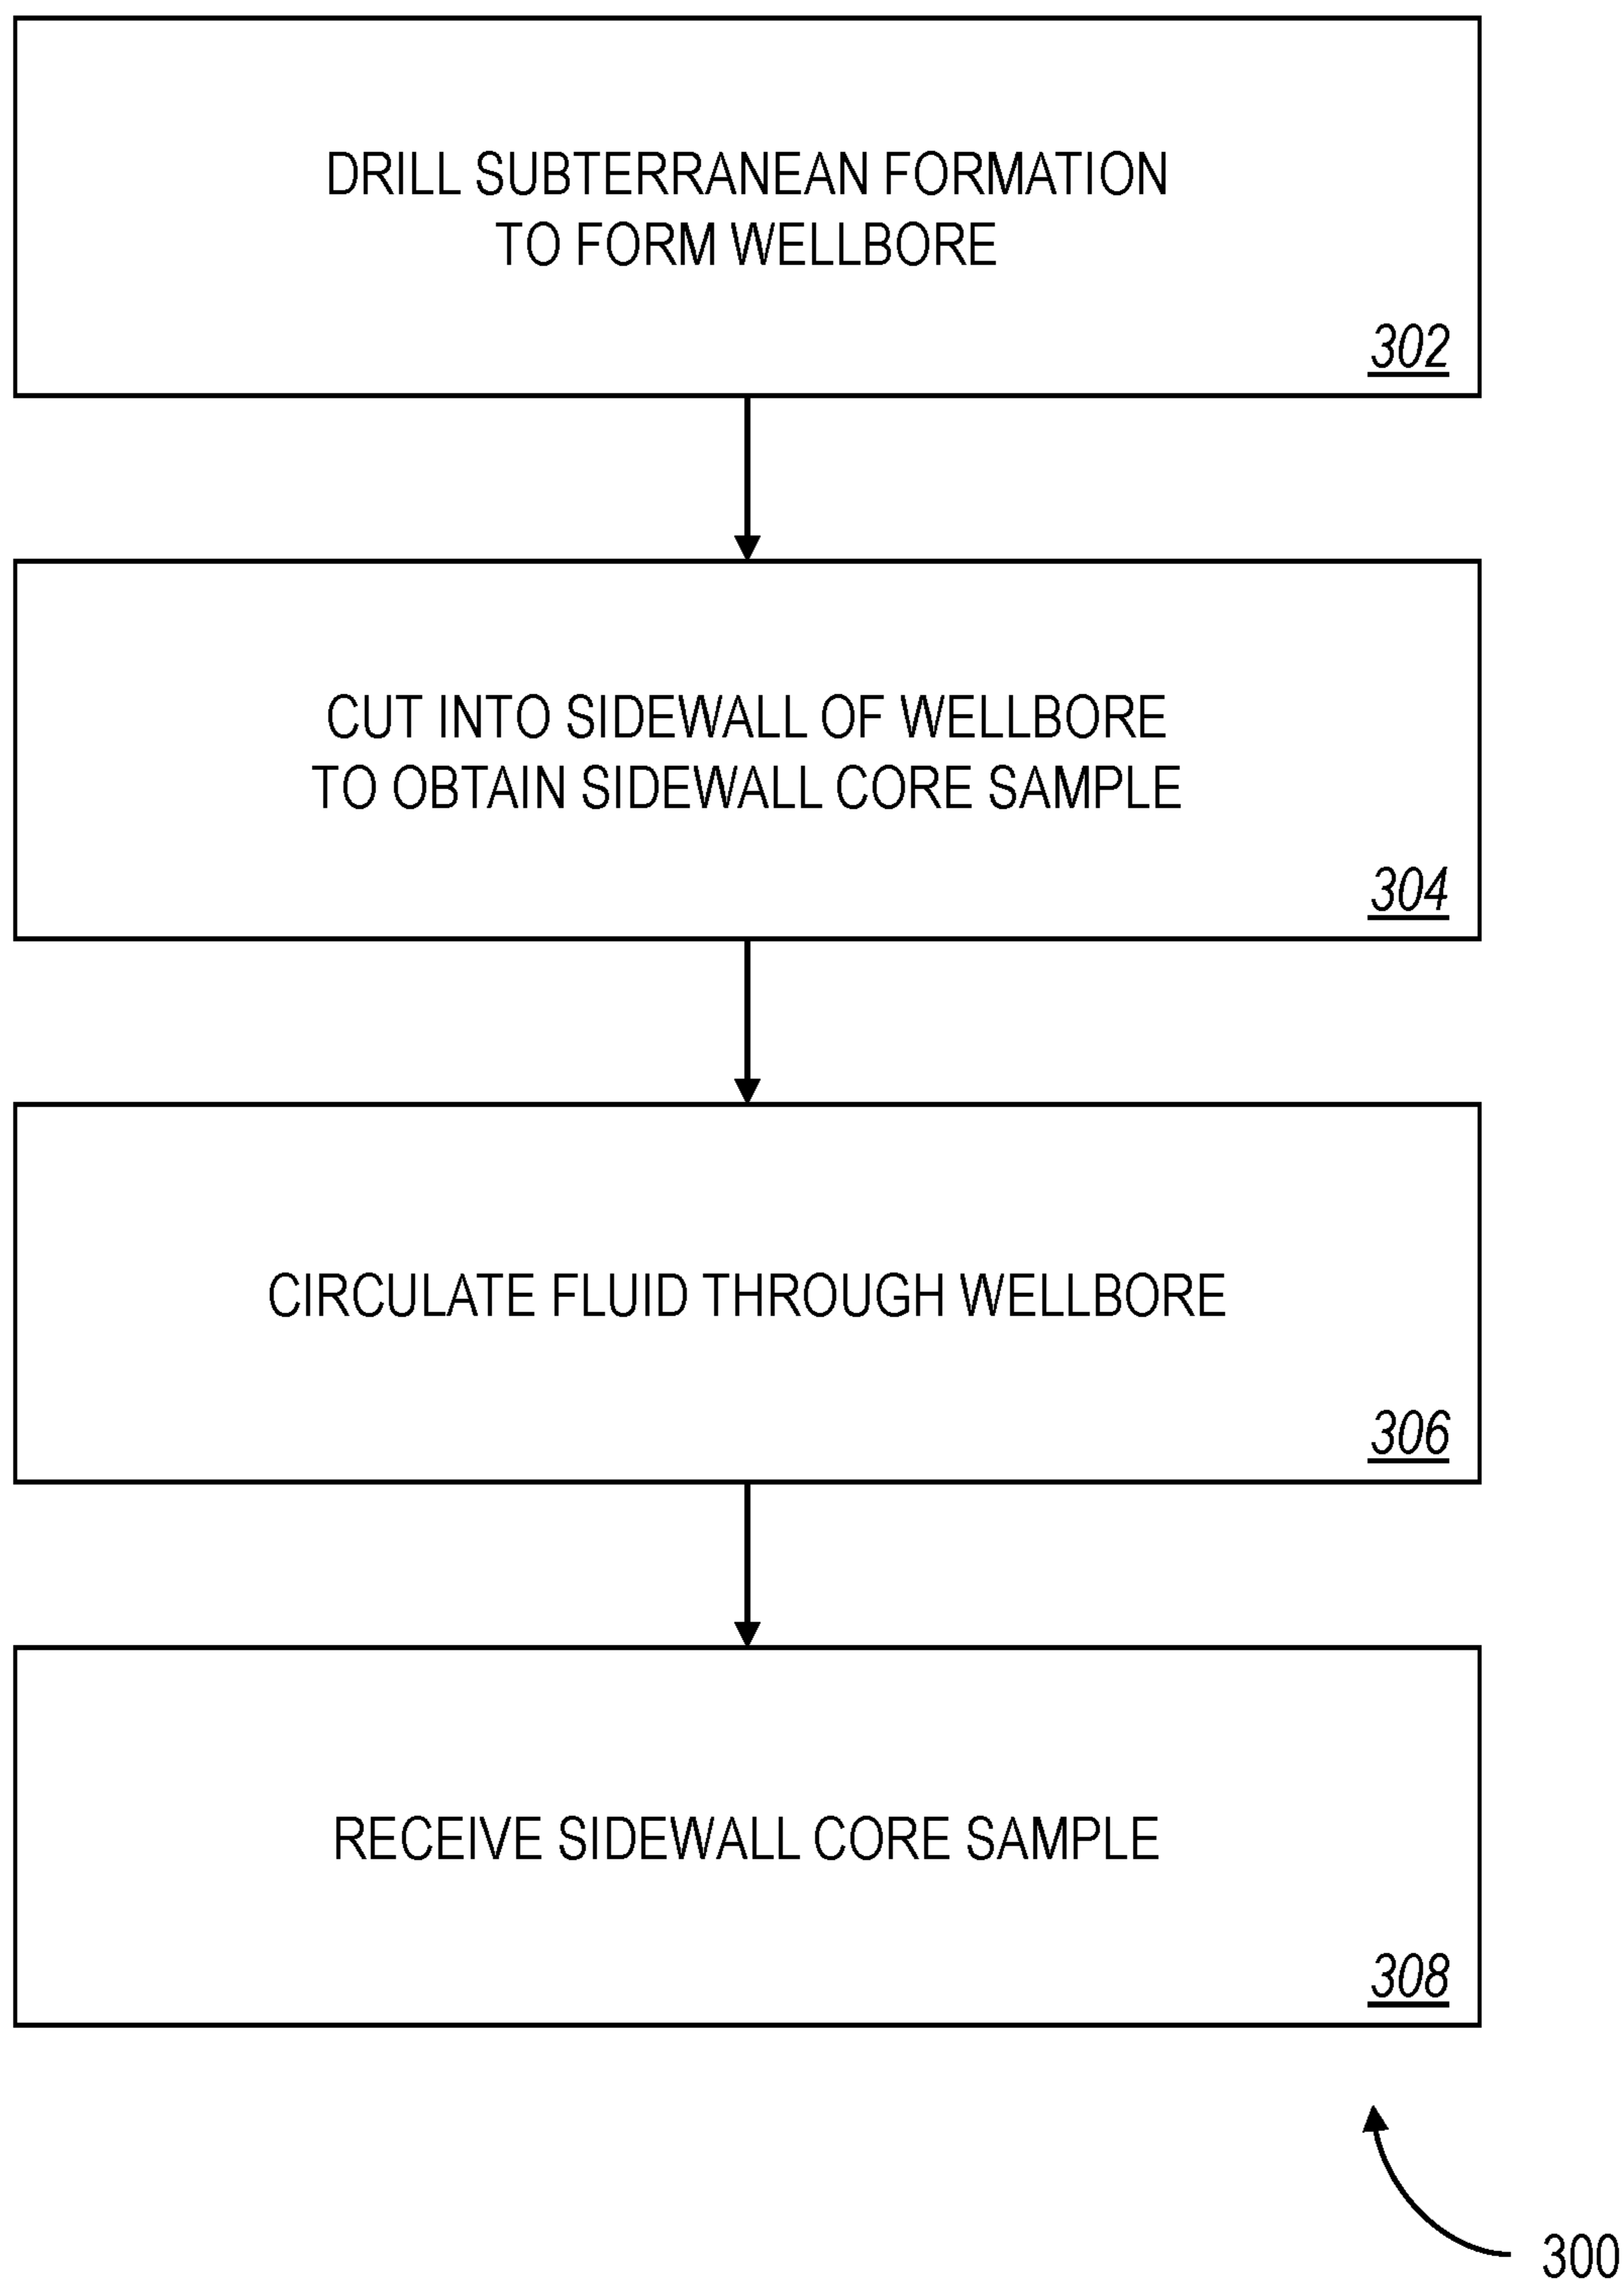 DRILL SUBTERRANEAN FORMATION
TO FORM WELLBORE
302
CUT INTO SIDEWALL OF WELLBORE
TO OBTAIN SIDEWALL CORE SAMPLE
304
CIRCULATE FLUID THROUGH WELLBORE
306
RECEIVE SIDEWALL CORE SAMPLE
308
300